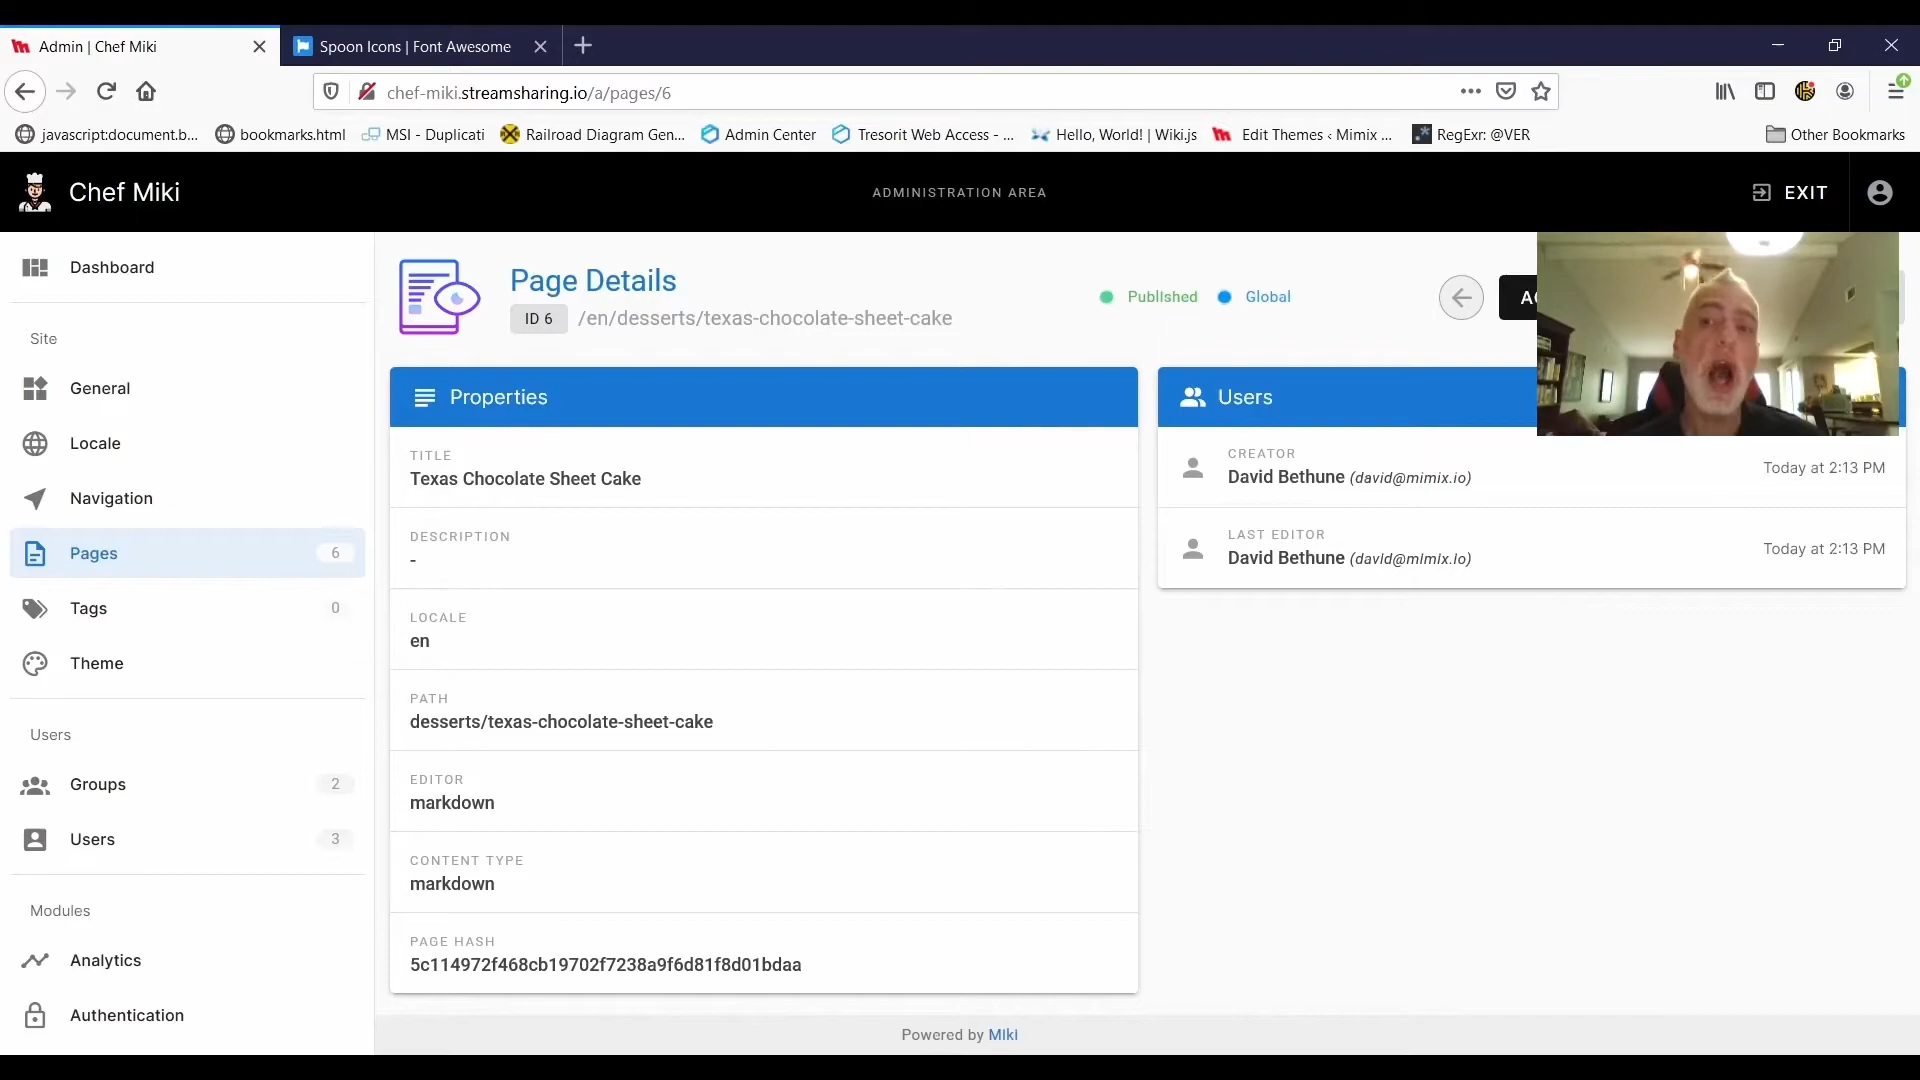 Admin | Chef Miki
Spoon Icons | Font Awesome
chef-miki.streamsharing.io/a/pages/6
javascript:document.b...
bookmarks.html
MSI - Duplicati
Railroad Diagram Gen...
Admin Center
Tresorit Web Access - ...
Hello, World! | Wiki.js
Edit Themes ‹ Mimix ...
RegExr: @VER
Other Bookmarks
Chef Miki
ADMINISTRATION AREA
EXIT
Dashboard
Site
General
Locale
Navigation
Pages 6
Tags 0
Theme
Users
Groups 2
Users 3
Modules
Analytics
Authentication
Page Details
ID 6 /en/desserts/texas-chocolate-sheet-cake
Published
Global
Properties
TITLE
Texas Chocolate Sheet Cake
DESCRIPTION
-
LOCALE
en
PATH
desserts/texas-chocolate-sheet-cake
EDITOR
markdown
CONTENT TYPE
markdown
PAGE HASH
5c114972f468cb19702f7238a9f6d81f8d01bdaa
Users
CREATOR
David Bethune (david@mimix.io)
Today at 2:13 PM
LAST EDITOR
David Bethune (david@mimix.io)
Today at 2:13 PM
Powered by Miki